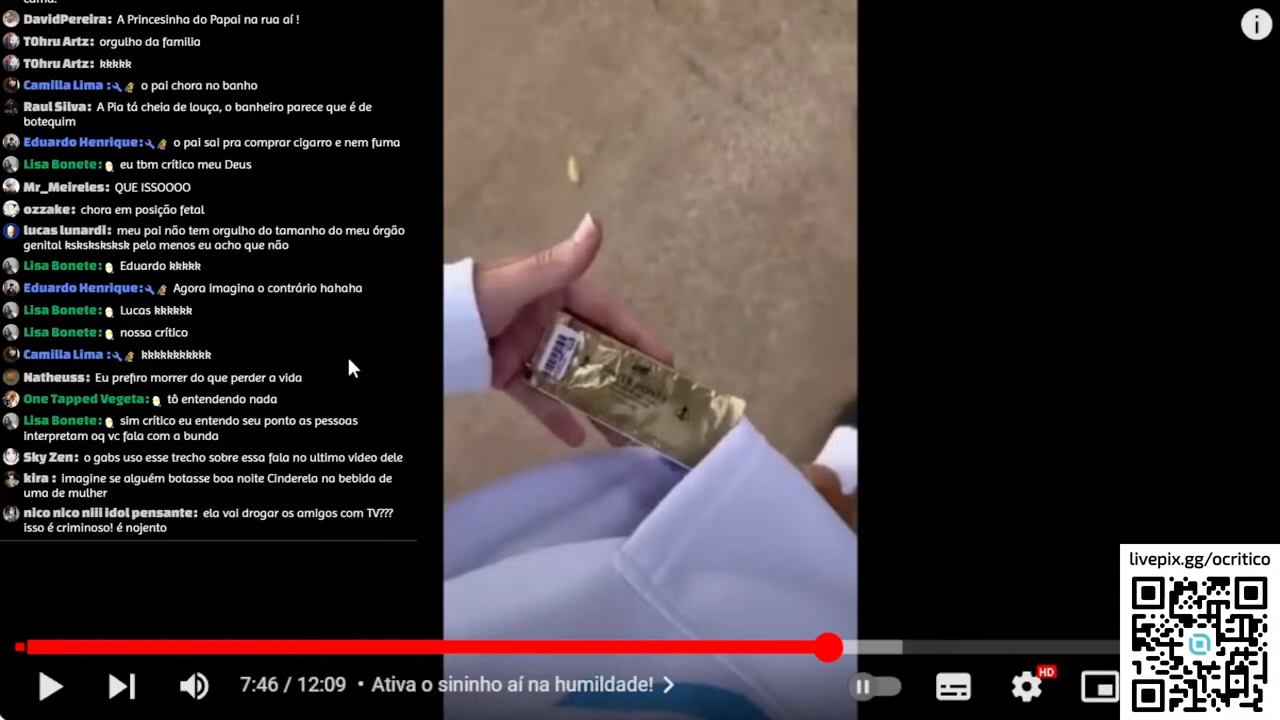 DavidPereira: A Princesinha do Papai na rua aí !
T0hru Artz: orgulho da familia
T0hru Artz: kkkkk
Camilla Lima : o pai chora no banho
Raul Silva: A Pia tá cheia de louça, o banheiro parece que é de
botequim
Eduardo Henrique: o pai sai pra comprar cigarro e nem fuma
Lisa Bonete: eu tbm crítico meu Deus
Mr_Meireles: QUE ISSOOOO
ozzake: chora em posição fetal
lucas lunardi: meu pai não tem orgulho do tamanho do meu órgão
genital ksksksksksk pelo menos eu acho que não
Lisa Bonete: Eduardo kkkkk
Eduardo Henrique: Agora imagina o contrário hahaha
Lisa Bonete: Lucas kkkkkk
Lisa Bonete: nossa crítico
Camilla Lima : kkkkkkkkkkk
Natheuss: Eu prefiro morrer do que perder a vida
One Tapped Vegeta: tô entendendo nada
Lisa Bonete: sim crítico eu entendo seu ponto as pessoas
interpretam oq vc fala com a bunda
Sky Zen: o gabs uso esse trecho sobre essa fala no ultimo video dele
kira : imagine se alguém botasse boa noite Cinderela na bebida de
uma de mulher
nico nico niii idol pensante: ela vai drogar os amigos com TV???
isso é criminoso! é nojento
livepix.gg/ocritico
7:46 / 12:09 • Ativa o sininho aí na humildade!
HD